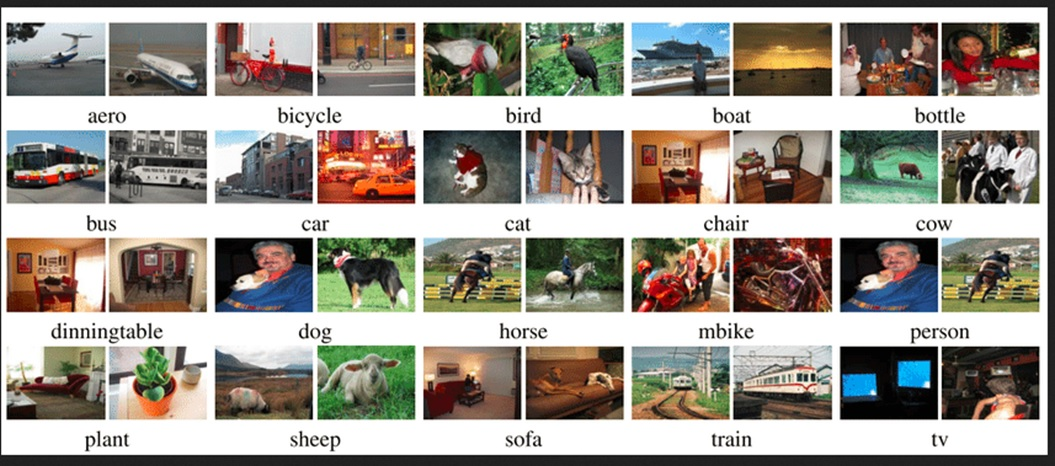 aero bicycle bird boat bottle
bus car cat chair cow
dinningtable dog horse mbike person
plant sheep sofa train tv